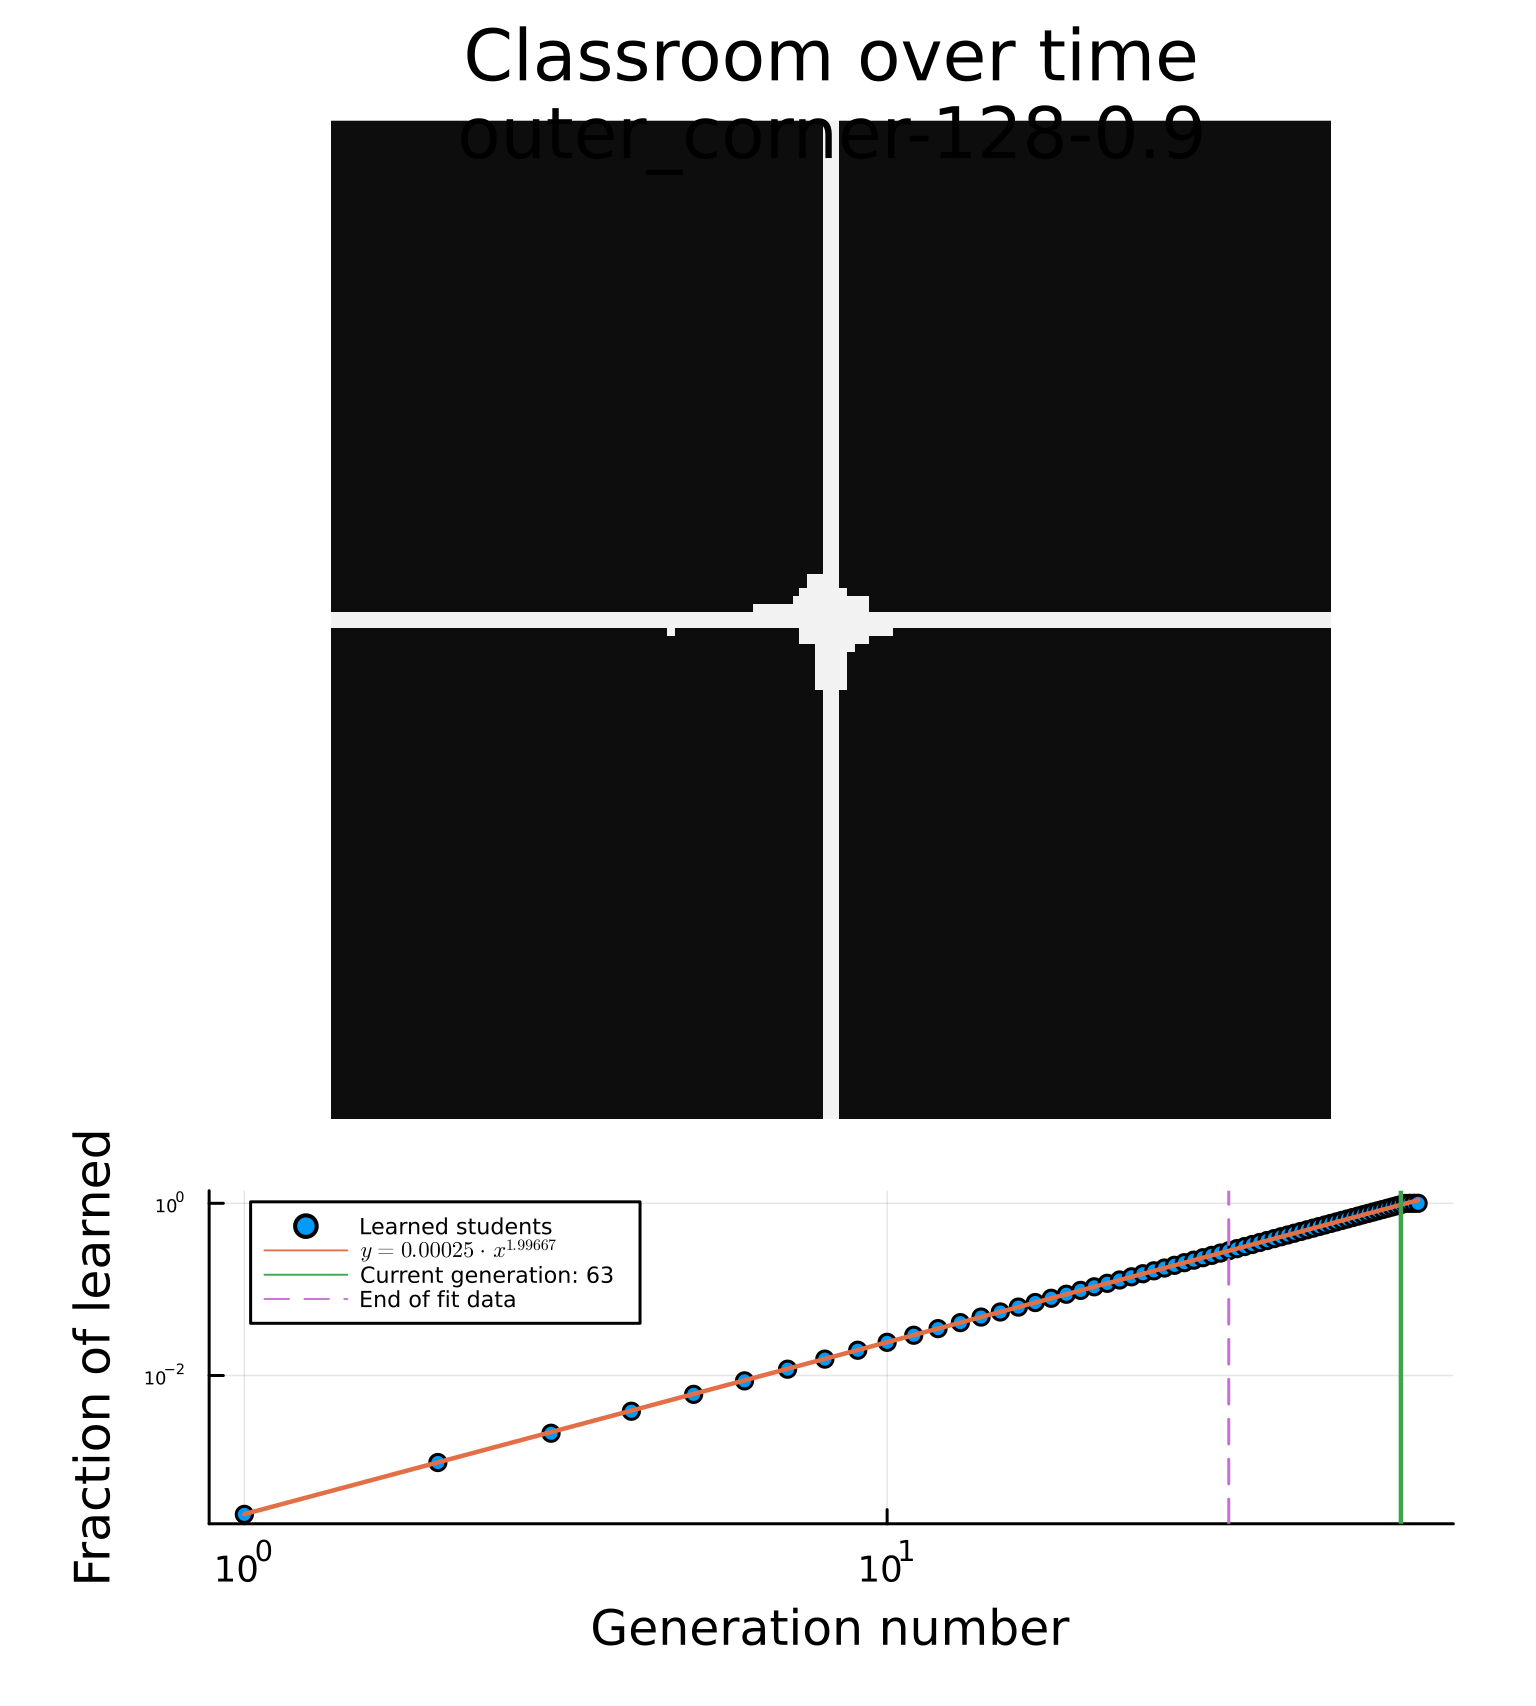 Classroom over time
outer_corner-128-0.9
Fraction of learned
10⁰
10⁻²
Learned students
y = 0.00025 · x^1.99667
Current generation: 63
End of fit data
10⁰
10¹
Generation number